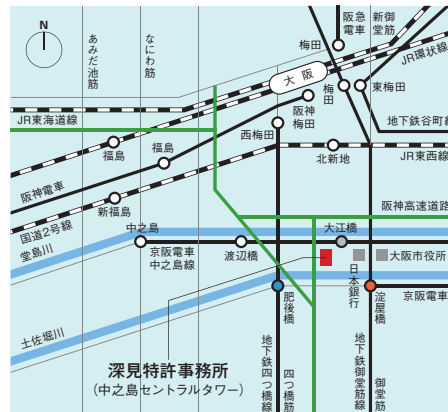 N
あみだ池筋
なにわ筋
阪急電車
新御堂筋
梅田
JR環状線
大阪
梅田
東梅田
阪神梅田
JR東海道線
西梅田
地下鉄谷町線
福島
福島
北新地
JR東西線
阪神電車
新福島
阪神高速道路
国道2号線
堂島川
中之島
大江橋
京阪電車
中之島線
渡辺橋
日本銀行
大阪市役所
肥後橋
淀屋橋
京阪電車
土佐堀川
深見特許事務所
(中之島セントラルタワー)
地下鉄四つ橋線
四つ橋筋
地下鉄御堂筋線
御堂筋